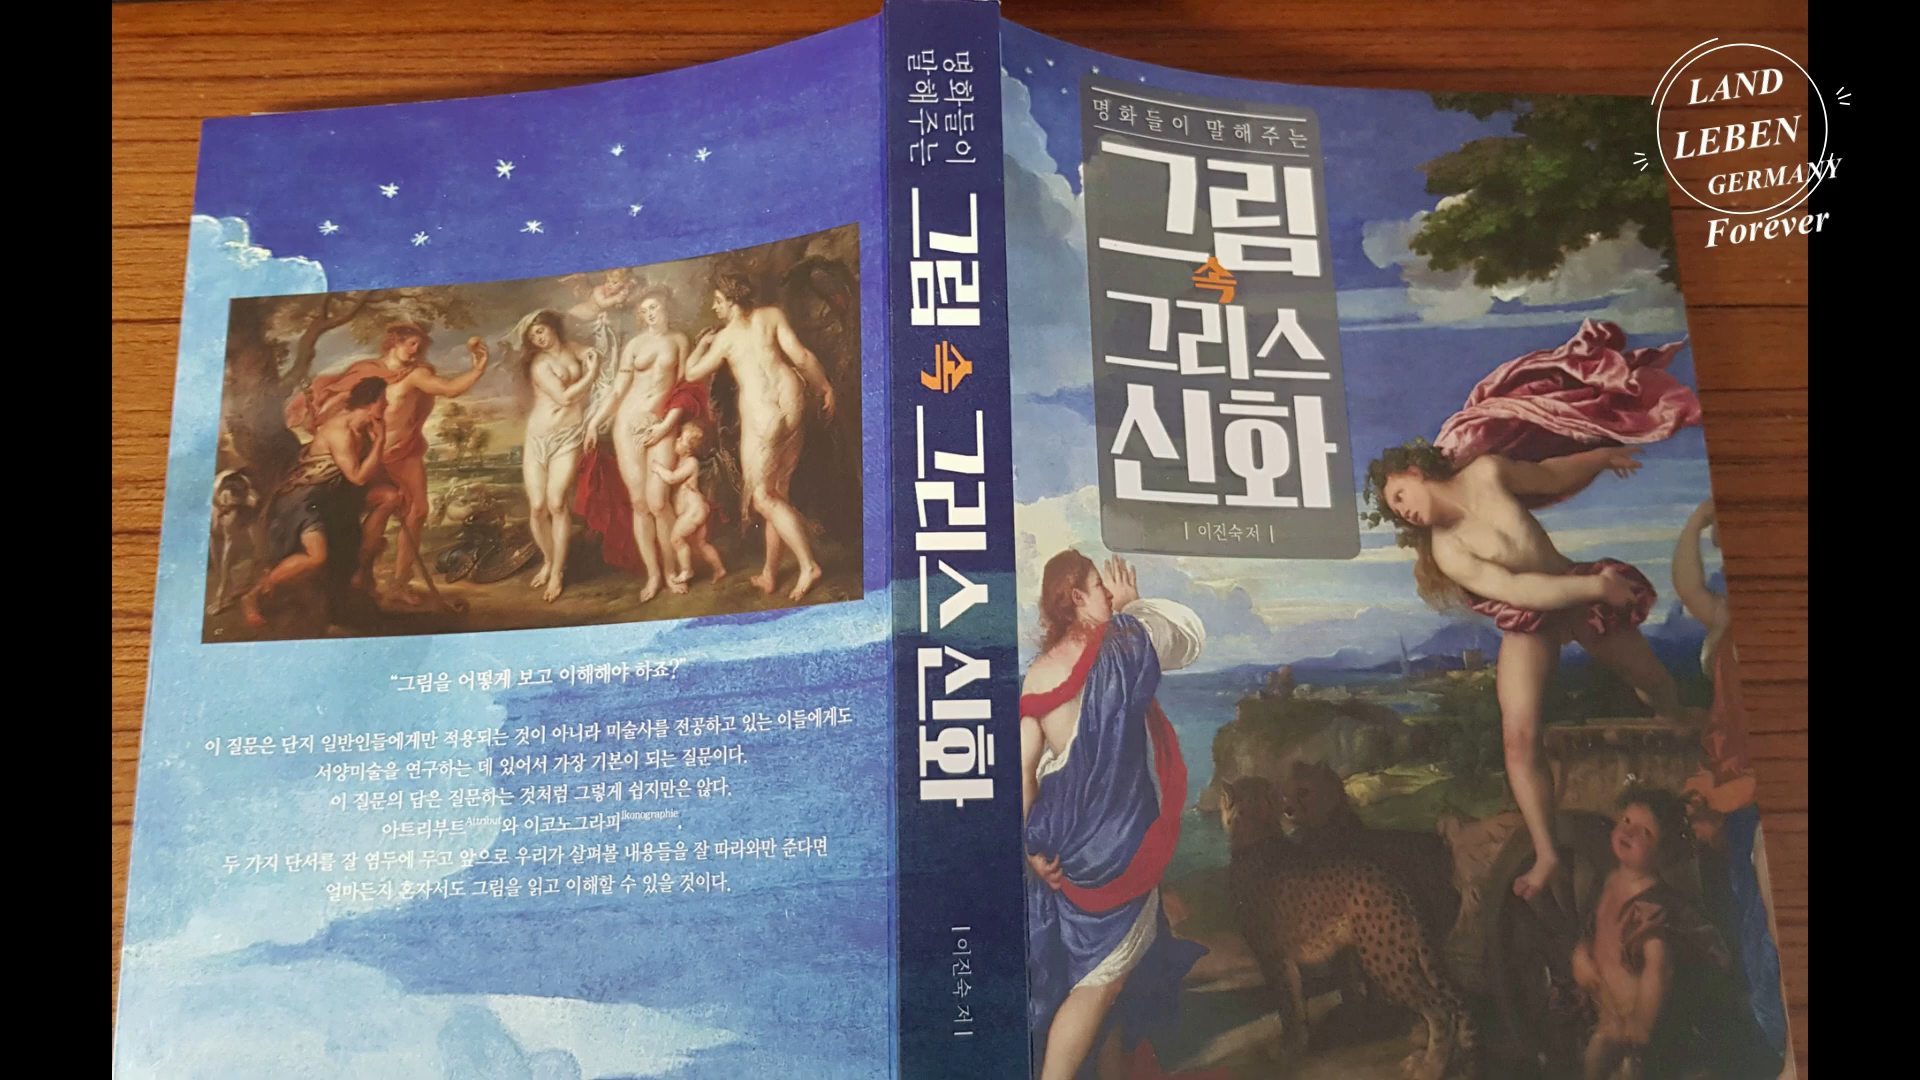 명화들이 말해주는
그림
속
그리스
신화
| 이진숙 저 |
명화들이
말해주는
그림 속 그리스 신화
| 이진숙 저 |
“그림을 어떻게 보고 이해해야 하죠?”
이 질문은 단지 일반인들에게만 적용되는 것이 아니라 미술사를 전공하고 있는 이들에게도
서양미술을 연구하는 데 있어서 가장 기본이 되는 질문이다.
이 질문의 답은 질문하는 것처럼 그렇게 쉽지만은 않다.
아트리부트Attribut와 이코노그라피Ikonographie.
두 가지 단서를 잘 염두에 두고 앞으로 우리가 살펴볼 내용들을 잘 따라와만 준다면
얼마든지 혼자서도 그림을 읽고 이해할 수 있을 것이다.
LAND
LEBEN
GERMANY
Forever